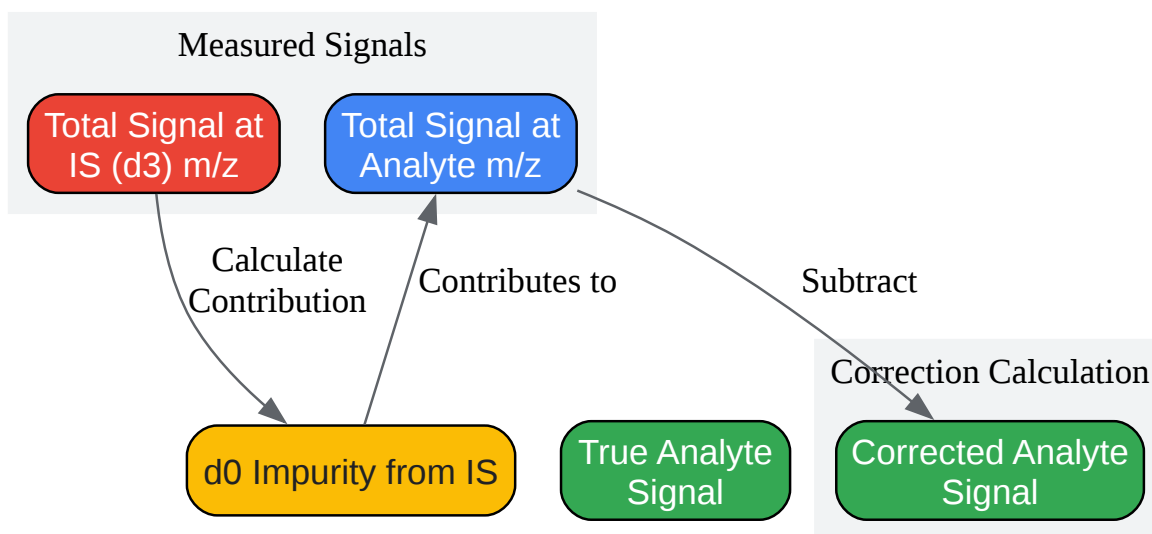 Measured Signals
Total Signal at
IS (d3) m/z
Total Signal at
Analyte m/z
Calculate
Contribution
Contributes to
Subtract
Correction Calculation
d0 Impurity from IS
True Analyte
Signal
Corrected Analyte
Signal